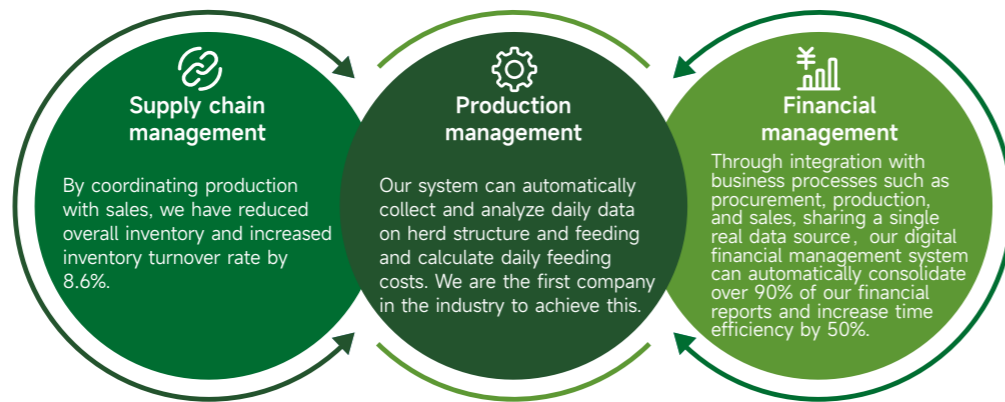 Supply chain
management
By coordinating production
with sales, we have reduced
overall inventory and increased
inventory turnover rate by
8.6%.
Production
management
Our system can automatically
collect and analyze daily data
on herd structure and feeding
and calculate daily feeding
costs. We are the first company
in the industry to achieve this.
¥
Financial
management
Through integration with
business processes such as
procurement, production,
and sales, sharing a single
real data source，our digital
financial management system
can automatically consolidate
over 90% of our financial
reports and increase time
efficiency by 50%.